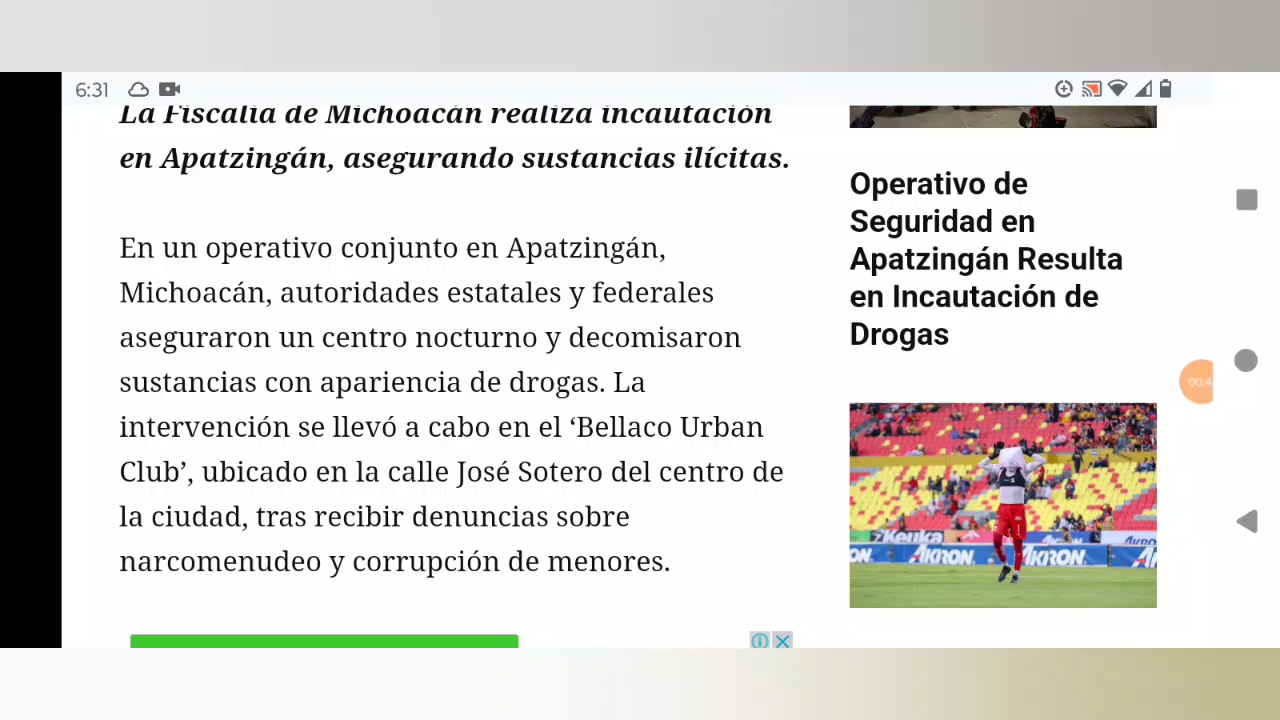 6:31
La Fiscalía de Michoacán realiza incautación
en Apatzingán, asegurando sustancias ilícitas.
En un operativo conjunto en Apatzingán,
Michoacán, autoridades estatales y federales
aseguraron un centro nocturno y decomisaron
sustancias con apariencia de drogas. La
intervención se llevó a cabo en el ‘Bellaco Urban
Club’, ubicado en la calle José Sotero del centro de
la ciudad, tras recibir denuncias sobre
narcomenudeo y corrupción de menores.
Operativo de
Seguridad en
Apatzingán Resulta
en Incautación de
Drogas
00:4
Keuka
AKRON
AKRON